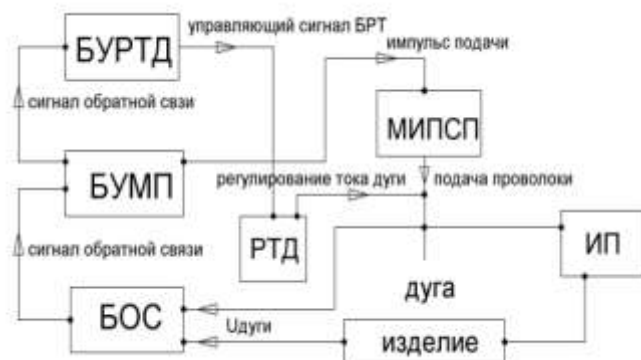 БУРТД
управляющий сигнал БРТ
импульс подачи
сигнал обратной свзи
МИПСП
БУМП
регулирование тока дуги
подача проволоки
сигнал обратной связи
РТД
ИП
дуга
БОС
Uдуги
изделие